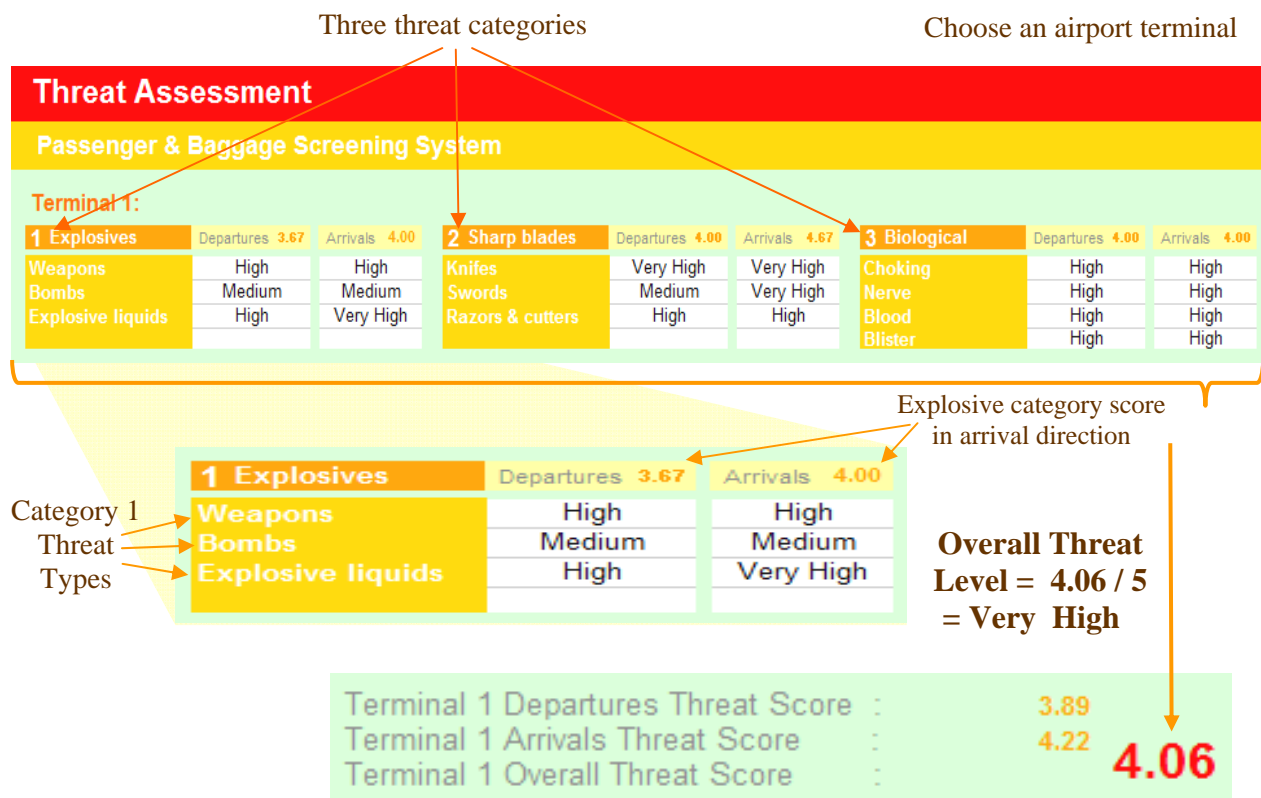 Three threat categories
Choose an airport terminal
Threat Assessment
Passenger & Baggage Screening System
Terminal 1:
1 Explosives Departures 3.67 Arrivals 4.00 2 Sharp blades Departures 4.00 Arrivals 4.67 3 Biological Departures 4.00 Arrivals 4.00
Weapons High High Knifes Very High Very High Choking High High
Bombs Medium Medium Swords Medium Very High Nerve High High
Explosive liquids High Very High Razors & cutters High High Blood High High
Blister High High
Explosive category score
in arrival direction
1 Explosives Departures 3.67 Arrivals 4.00
Weapons High High
Bombs Medium Medium
Explosive liquids High Very High
Category 1
Threat
Types
Overall Threat
Level = 4.06 / 5
= Very High
Terminal 1 Departures Threat Score : 3.89
Terminal 1 Arrivals Threat Score : 4.22
Terminal 1 Overall Threat Score : 4.06